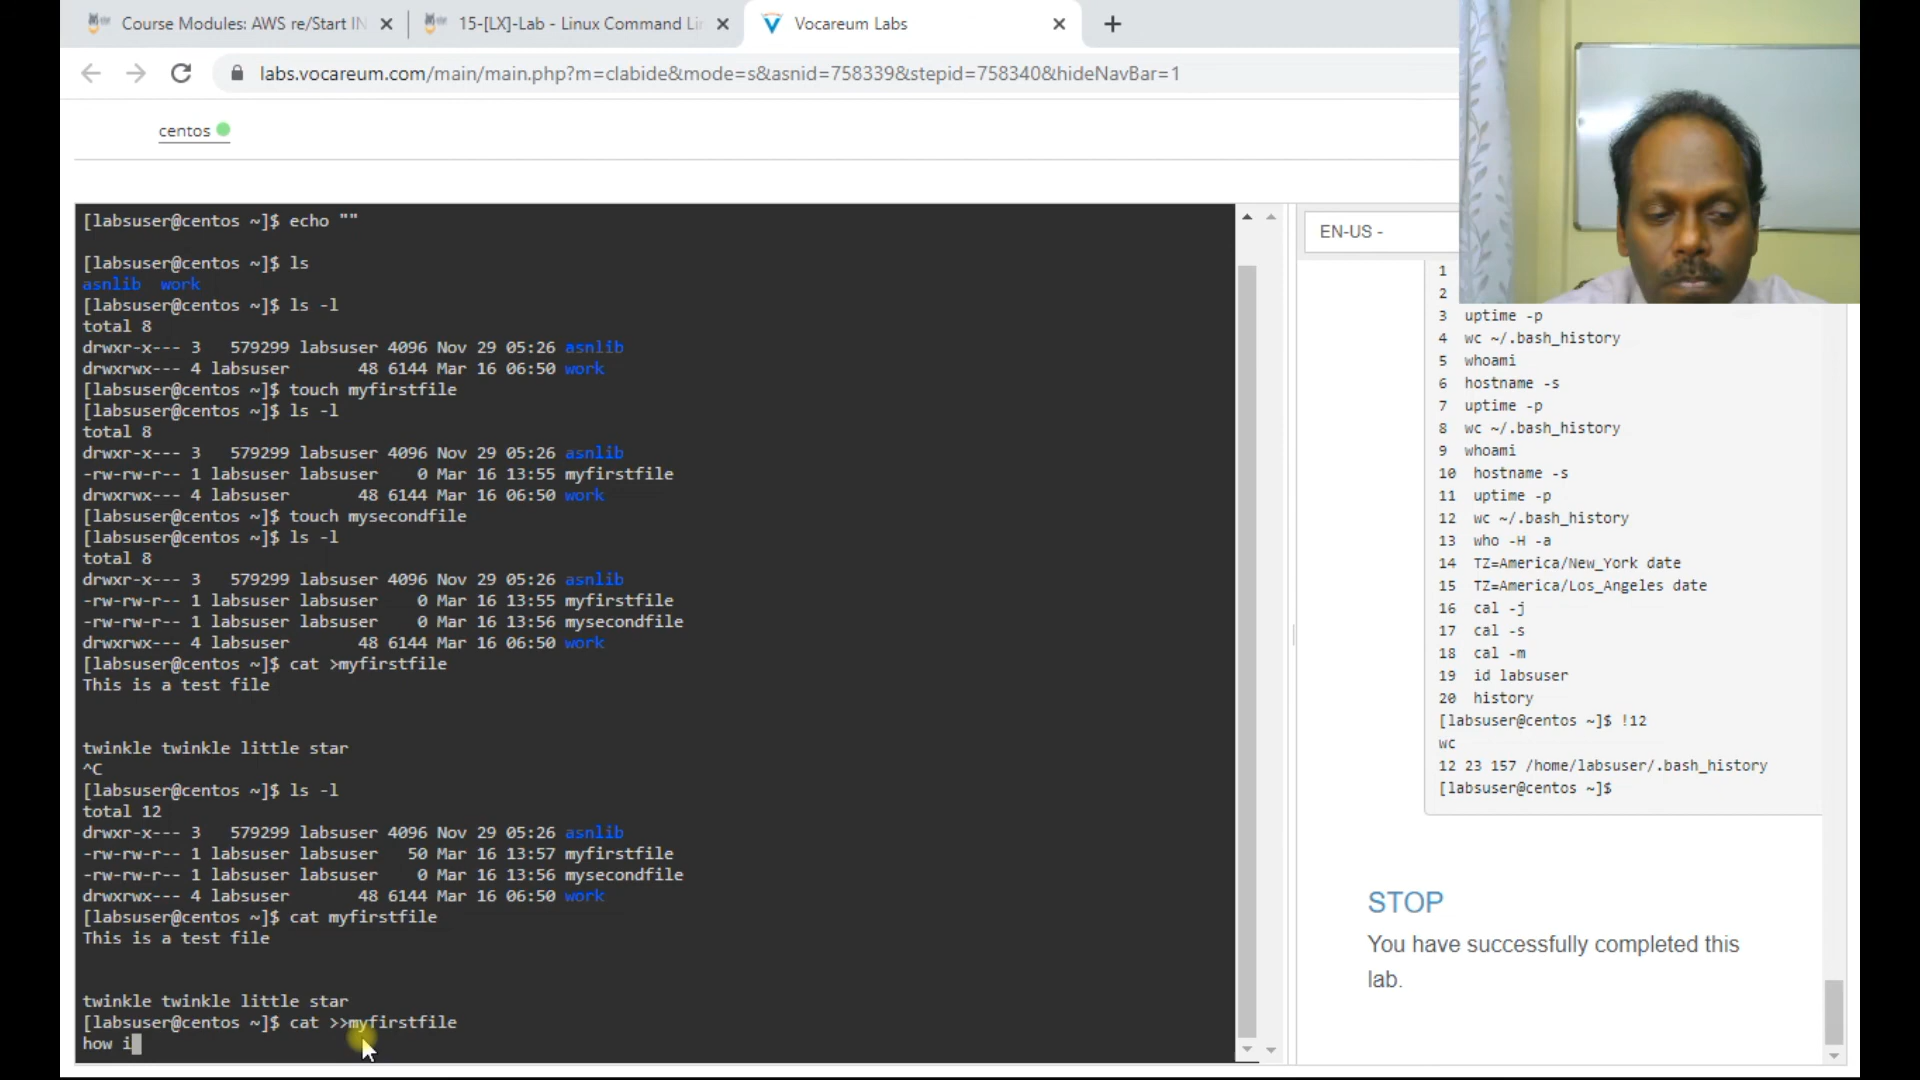 Course Modules: AWS re/Start IN
15-[LX]-Lab - Linux Command Li
Vocareum Labs
labs.vocareum.com/main/main.php?m=clabide&mode=s&asnid=758339&stepid=758340&hideNavBar=1
centos
[labsuser@centos ~]$ echo ""
[labsuser@centos ~]$ ls
asnlib work
[labsuser@centos ~]$ ls -l
total 8
drwxr-x--- 3 579299 labsuser 4096 Nov 29 05:26 asnlib
drwxrwx--- 4 labsuser 48 6144 Mar 16 06:50 work
[labsuser@centos ~]$ touch myfirstfile
[labsuser@centos ~]$ ls -l
total 8
drwxr-x--- 3 579299 labsuser 4096 Nov 29 05:26 asnlib
-rw-rw-r-- 1 labsuser labsuser 0 Mar 16 13:55 myfirstfile
drwxrwx--- 4 labsuser 48 6144 Mar 16 06:50 work
[labsuser@centos ~]$ touch mysecondfile
[labsuser@centos ~]$ ls -l
total 8
drwxr-x--- 3 579299 labsuser 4096 Nov 29 05:26 asnlib
-rw-rw-r-- 1 labsuser labsuser 0 Mar 16 13:55 myfirstfile
-rw-rw-r-- 1 labsuser labsuser 0 Mar 16 13:56 mysecondfile
drwxrwx--- 4 labsuser 48 6144 Mar 16 06:50 work
[labsuser@centos ~]$ cat >myfirstfile
This is a test file
twinkle twinkle little star
^C
[labsuser@centos ~]$ ls -l
total 12
drwxr-x--- 3 579299 labsuser 4096 Nov 29 05:26 asnlib
-rw-rw-r-- 1 labsuser labsuser 50 Mar 16 13:57 myfirstfile
-rw-rw-r-- 1 labsuser labsuser 0 Mar 16 13:56 mysecondfile
drwxrwx--- 4 labsuser 48 6144 Mar 16 06:50 work
[labsuser@centos ~]$ cat myfirstfile
This is a test file
twinkle twinkle little star
[labsuser@centos ~]$ cat >>myfirstfile
how i
EN-US -
1
2
3 uptime -p
4 wc ~/.bash_history
5 whoami
6 hostname -s
7 uptime -p
8 wc ~/.bash_history
9 whoami
10 hostname -s
11 uptime -p
12 wc ~/.bash_history
13 who -H -a
14 TZ=America/New_York date
15 TZ=America/Los_Angeles date
16 cal -j
17 cal -s
18 cal -m
19 id labsuser
20 history
[labsuser@centos ~]$ !12
wc
12 23 157 /home/labsuser/.bash_history
[labsuser@centos ~]$
STOP
You have successfully completed this
lab.